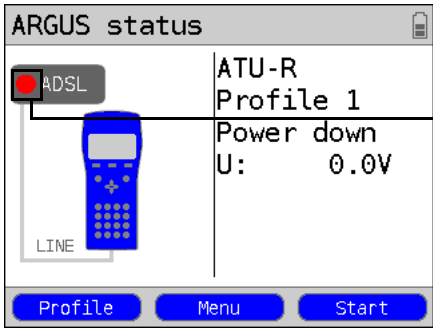 ARGUS status
ADSL
ATU-R
Profile 1
Power down
U: 0.0V
LINE
Profile
Menu
Start